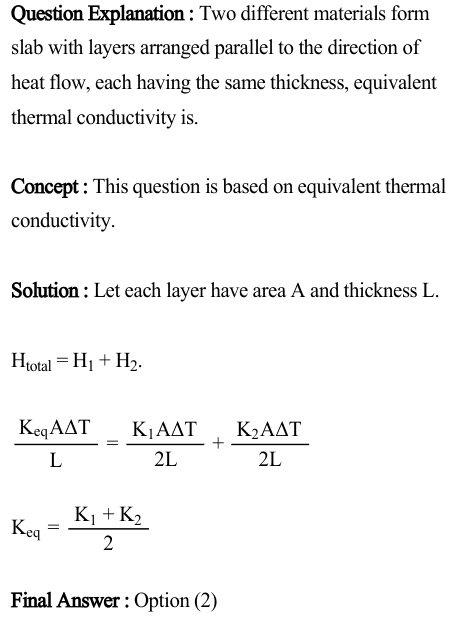 Question Explanation : Two different materials form
slab with layers arranged parallel to the direction of
heat flow, each having the same thickness, equivalent
thermal conductivity is.
Concept : This question is based on equivalent thermal
conductivity.
Solution : Let each layer have area A and thickness L.
H_total = H₁ + H₂.
K_eq AΔT / L = K₁AΔT / 2L + K₂AΔT / 2L
K_eq = (K₁ + K₂) / 2
Final Answer : Option (2)